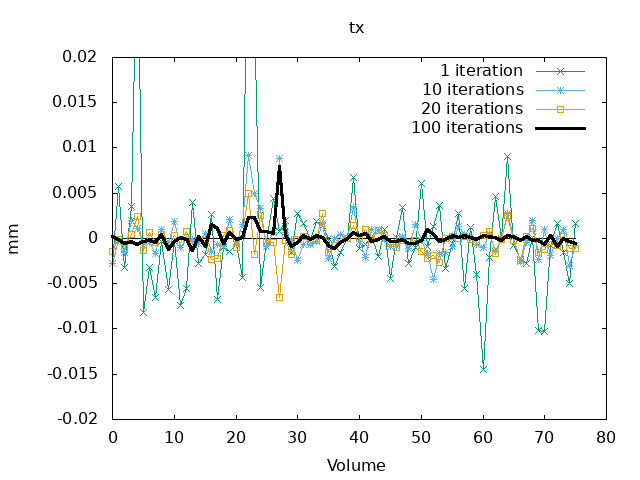 tx
0.02
0.015
0.01
0.005
0
-0.005
-0.01
-0.015
-0.02
mm
1 iteration
10 iterations
20 iterations
100 iterations
0 10 20 30 40 50 60 70 80
Volume